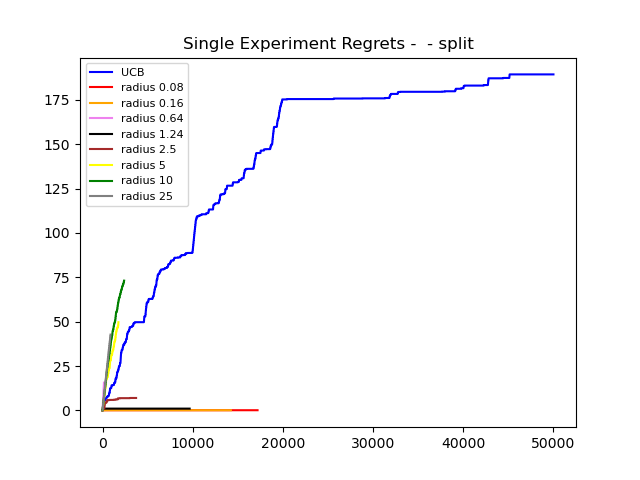 Single Experiment Regrets -  - split
UCB
radius 0.08
radius 0.16
radius 0.64
radius 1.24
radius 2.5
radius 5
radius 10
radius 25
175
150
125
100
75
50
25
0
0 10000 20000 30000 40000 50000